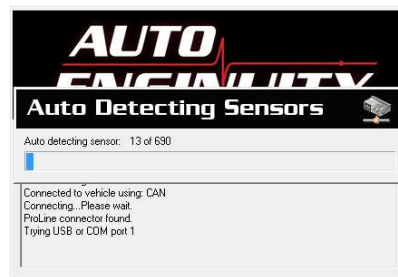 AUTO
ENGINUITY
Auto Detecting Sensors
Auto detecting sensor: 13 of 690
Connected to vehicle using: CAN
Connecting...Please wait.
ProLine connector found.
Trying USB or COM port 1